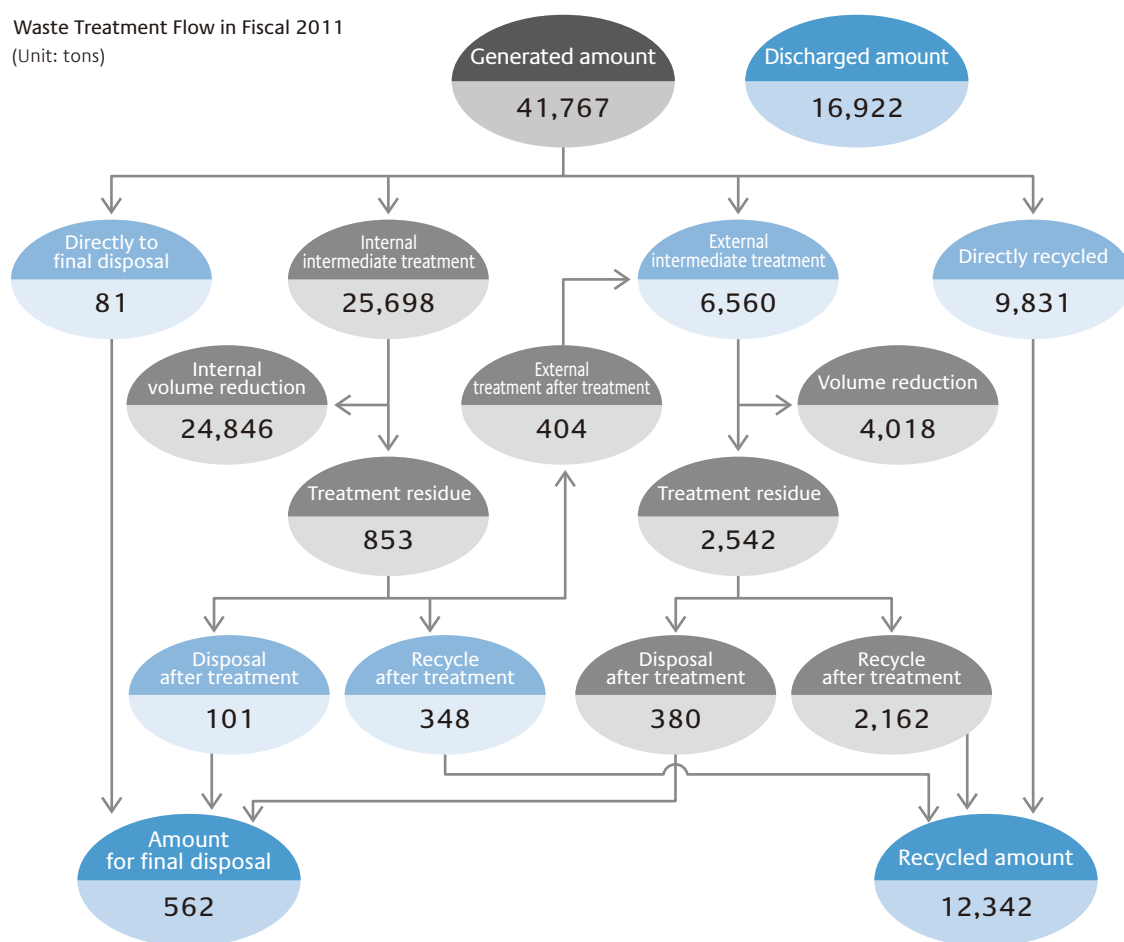 Waste Treatment Flow in Fiscal 2011
(Unit: tons)
Generated amount
41,767
Discharged amount
16,922
Directly to
final disposal
81
Internal
intermediate treatment
25,698
External
intermediate treatment
6,560
Directly recycled
9,831
Internal
volume reduction
24,846
External
treatment after treatment
404
Volume reduction
4,018
Treatment residue
853
Treatment residue
2,542
Disposal
after treatment
101
Recycle
after treatment
348
Disposal
after treatment
380
Recycle
after treatment
2,162
Amount
for final disposal
562
Recycled amount
12,342